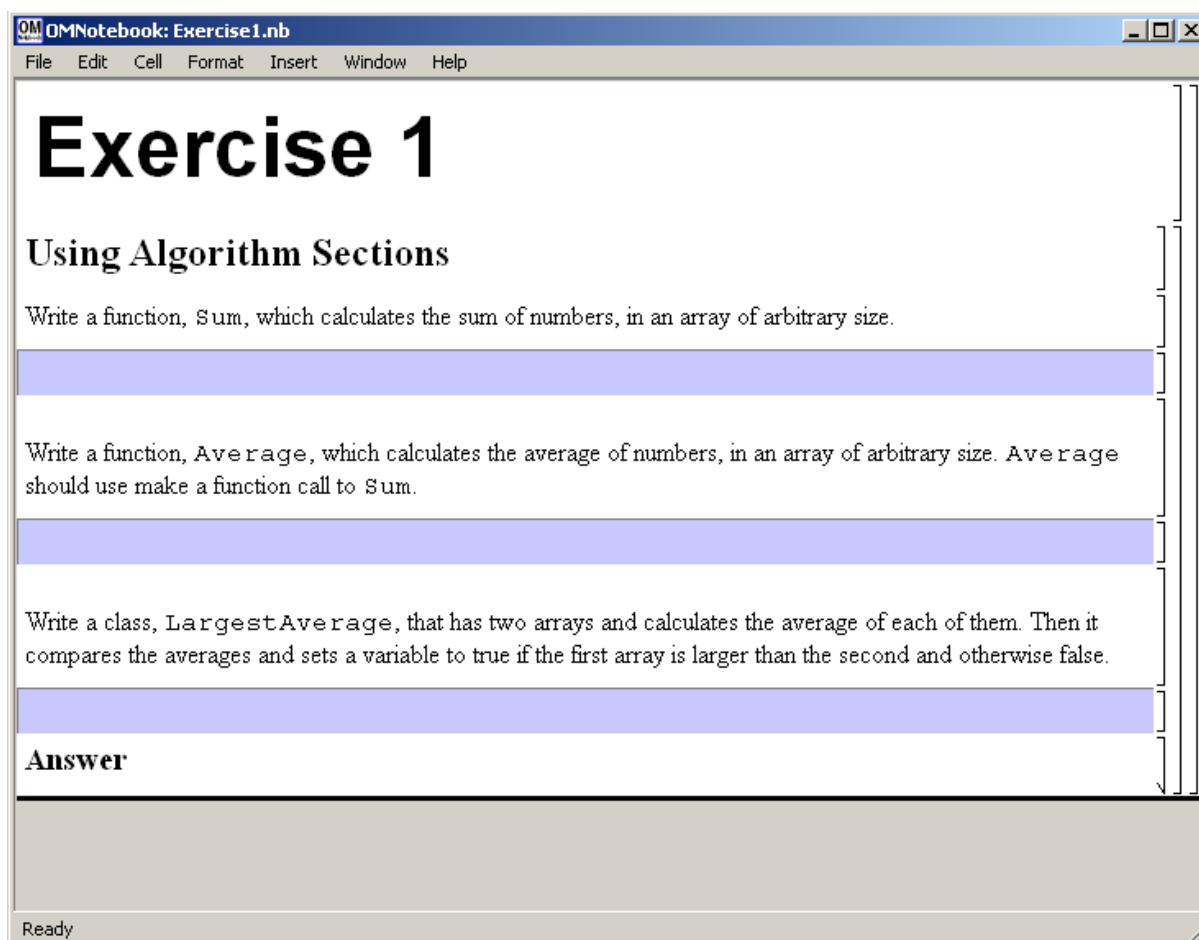 OMNotebook: Exercise1.nb
File Edit Cell Format Insert Window Help
Exercise 1
Using Algorithm Sections
Write a function, Sum, which calculates the sum of numbers, in an array of arbitrary size.
Write a function, Average, which calculates the average of numbers, in an array of arbitrary size. Average
should use make a function call to Sum.
Write a class, LargestAverage, that has two arrays and calculates the average of each of them. Then it
compares the averages and sets a variable to true if the first array is larger than the second and otherwise false.
Answer
Ready